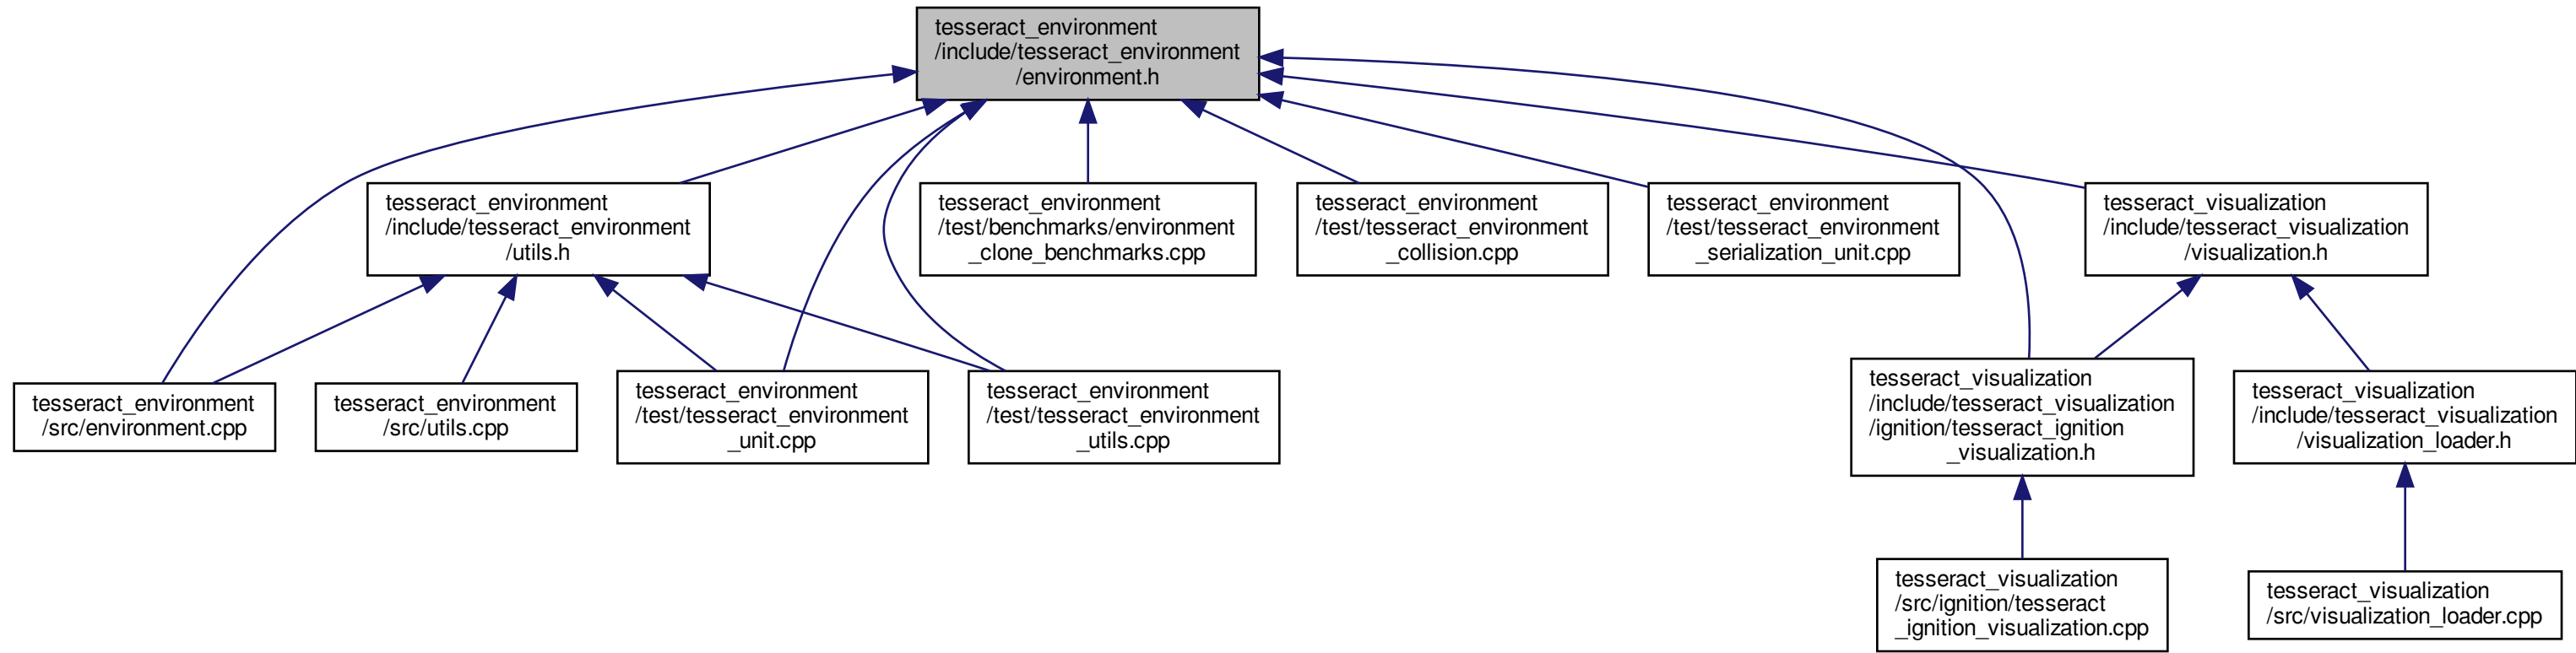 tesseract_environment
/include/tesseract_environment
/environment.h
tesseract_environment
/include/tesseract_environment
/utils.h
tesseract_environment
/test/benchmarks/environment
_clone_benchmarks.cpp
tesseract_environment
/test/tesseract_environment
_collision.cpp
tesseract_environment
/test/tesseract_environment
_serialization_unit.cpp
tesseract_visualization
/include/tesseract_visualization
/visualization.h
tesseract_environment
/src/environment.cpp
tesseract_environment
/src/utils.cpp
tesseract_environment
/test/tesseract_environment
_unit.cpp
tesseract_environment
/test/tesseract_environment
_utils.cpp
tesseract_visualization
/include/tesseract_visualization
/ignition/tesseract_ignition
_visualization.h
tesseract_visualization
/include/tesseract_visualization
/visualization_loader.h
tesseract_visualization
/src/ignition/tesseract
_ignition_visualization.cpp
tesseract_visualization
/src/visualization_loader.cpp